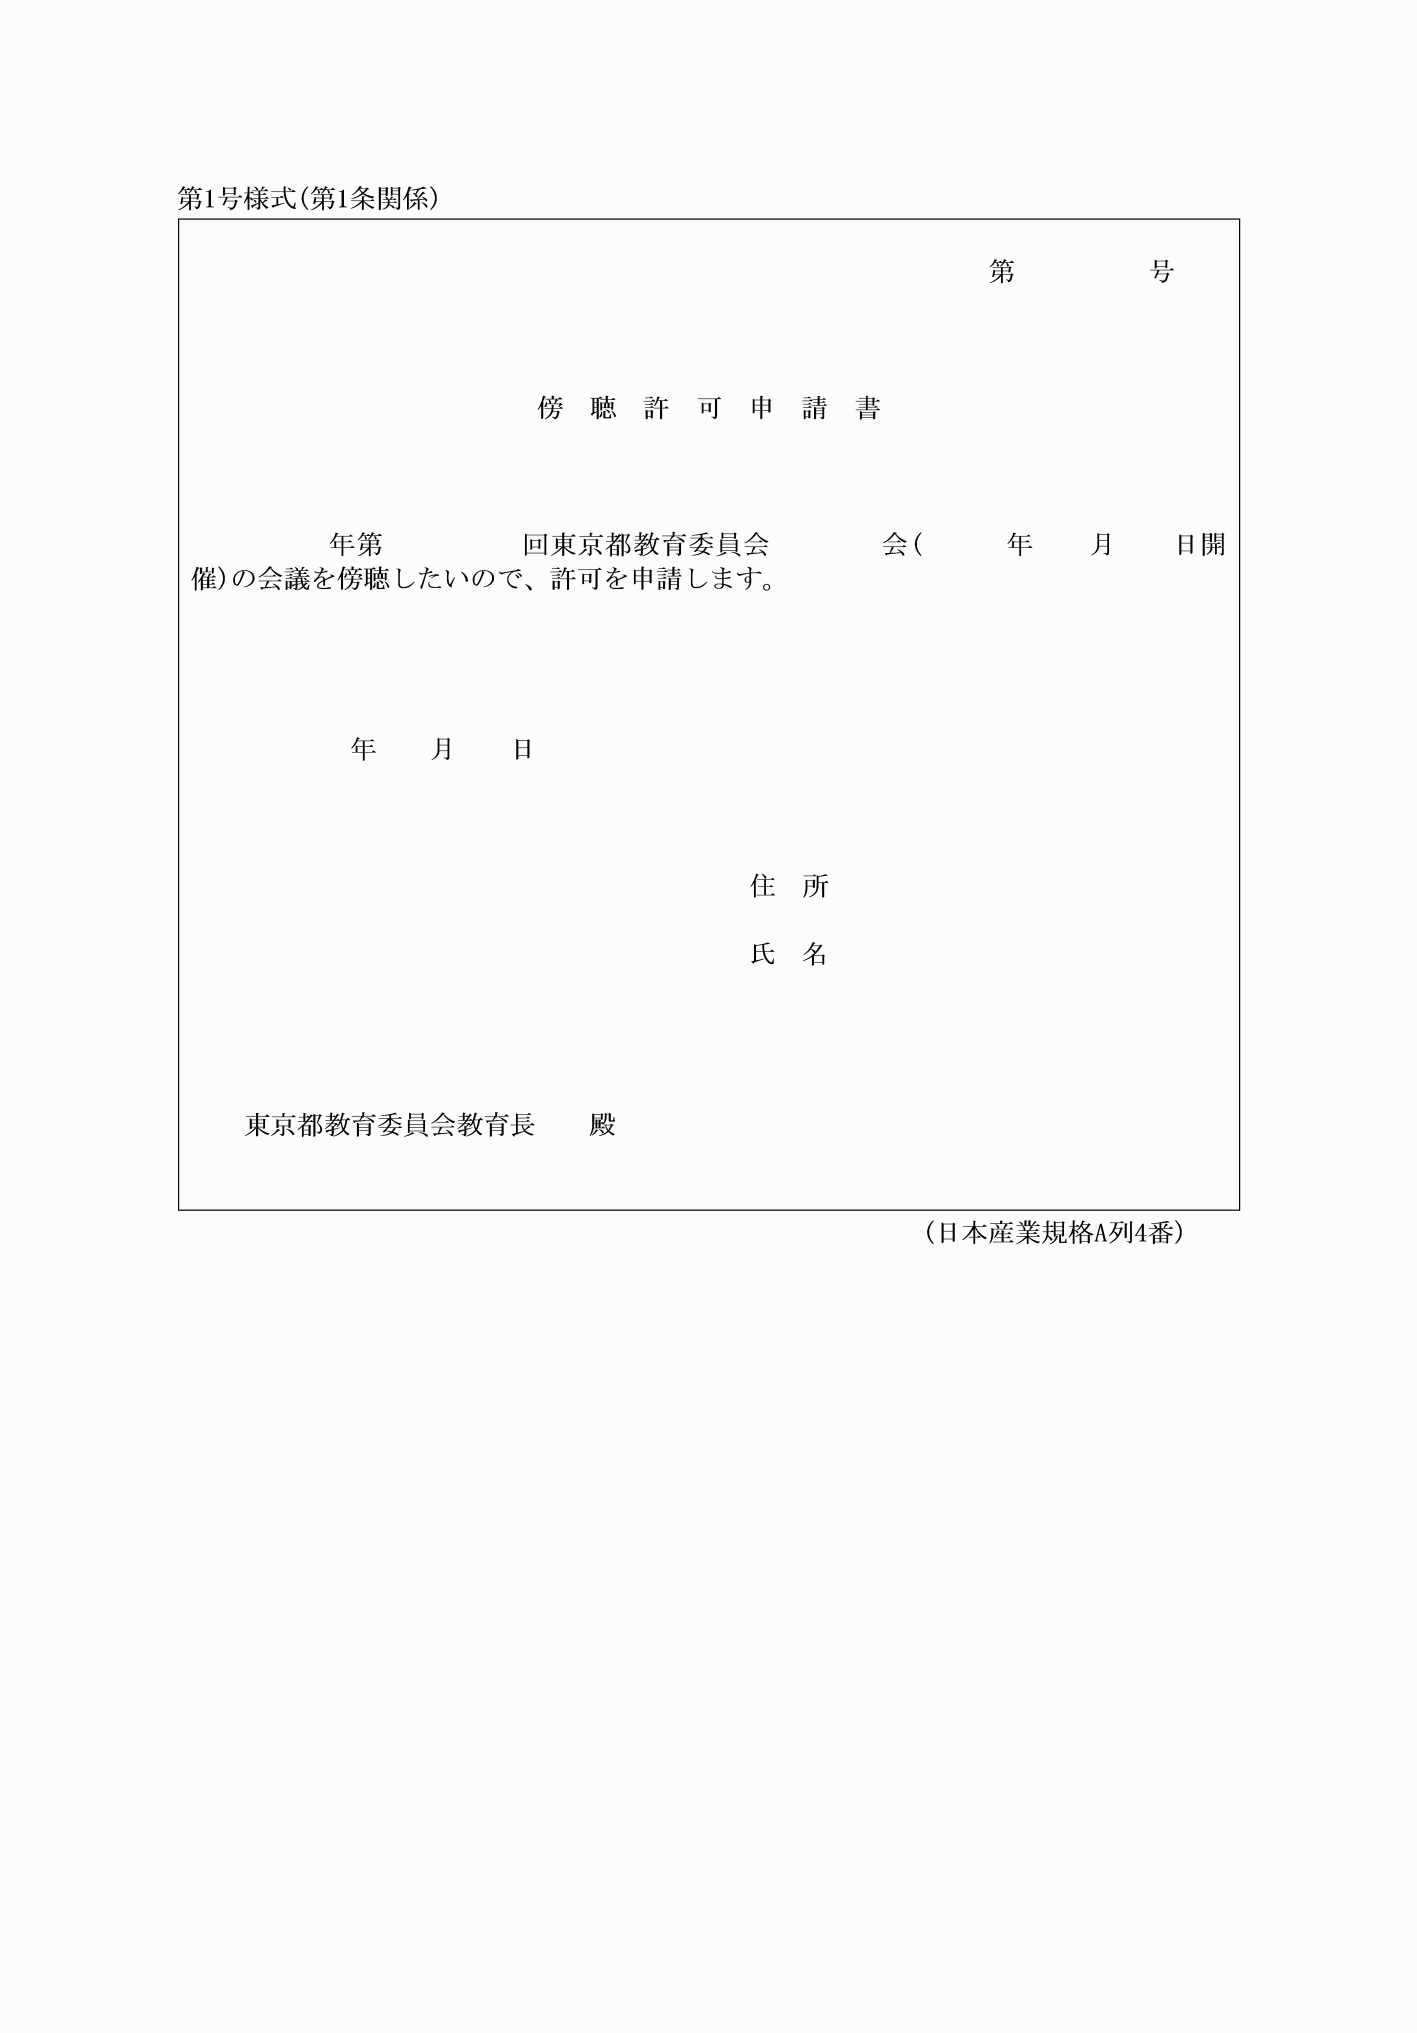 第1号様式(第1条関係)
第　　　　　号
傍　聴　許　可　申　請　書
年第　　　　　回東京都教育委員会　　　　会(　　　年　　月　　日開
催)の会議を傍聴したいので、許可を申請します。
年　　月　　日
住　所
氏　名
東京都教育委員会教育長　　殿
(日本産業規格A列4番)